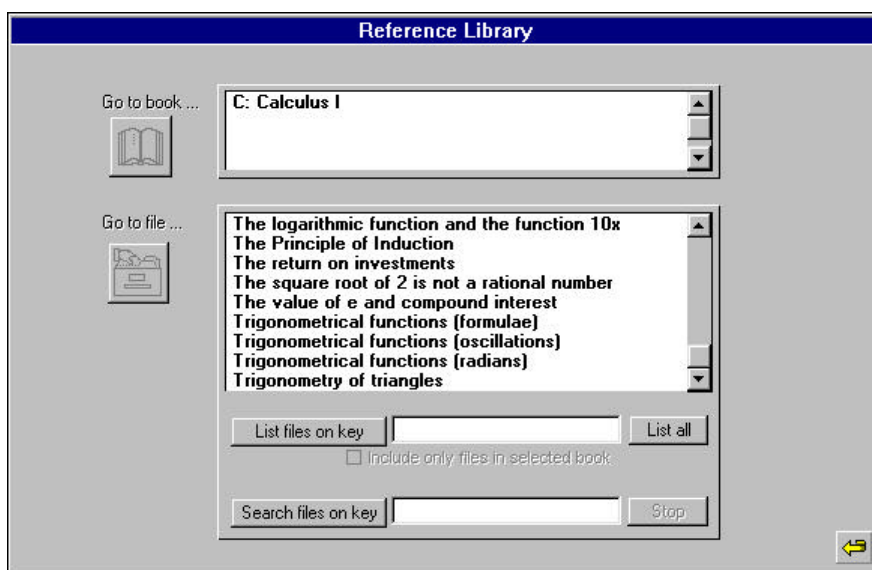 Reference Library
Go to book ...
C: Calculus I
Go to file ...
The logarithmic function and the function 10x
The Principle of Induction
The return on investments
The square root of 2 is not a rational number
The value of e and compound interest
Trigonometrical functions (formulae)
Trigonometrical functions (oscillations)
Trigonometrical functions (radians)
Trigonometry of triangles
List files on key
List all
Include only files in selected book
Search files on key
Stop